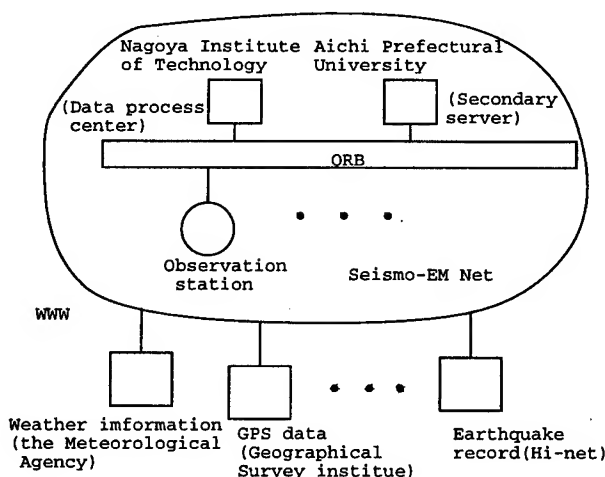 Nagoya Institute
of Technology
Aichi Prefectural
University
(Data process
center)
(Secondary
server)
ORB
Observation
station
Seismo-EM Net
WWW
Weather imformation
(the Meteorological
Agency)
GPS data
(Geographical
Survey institue)
Earthquake
record(Hi-net)